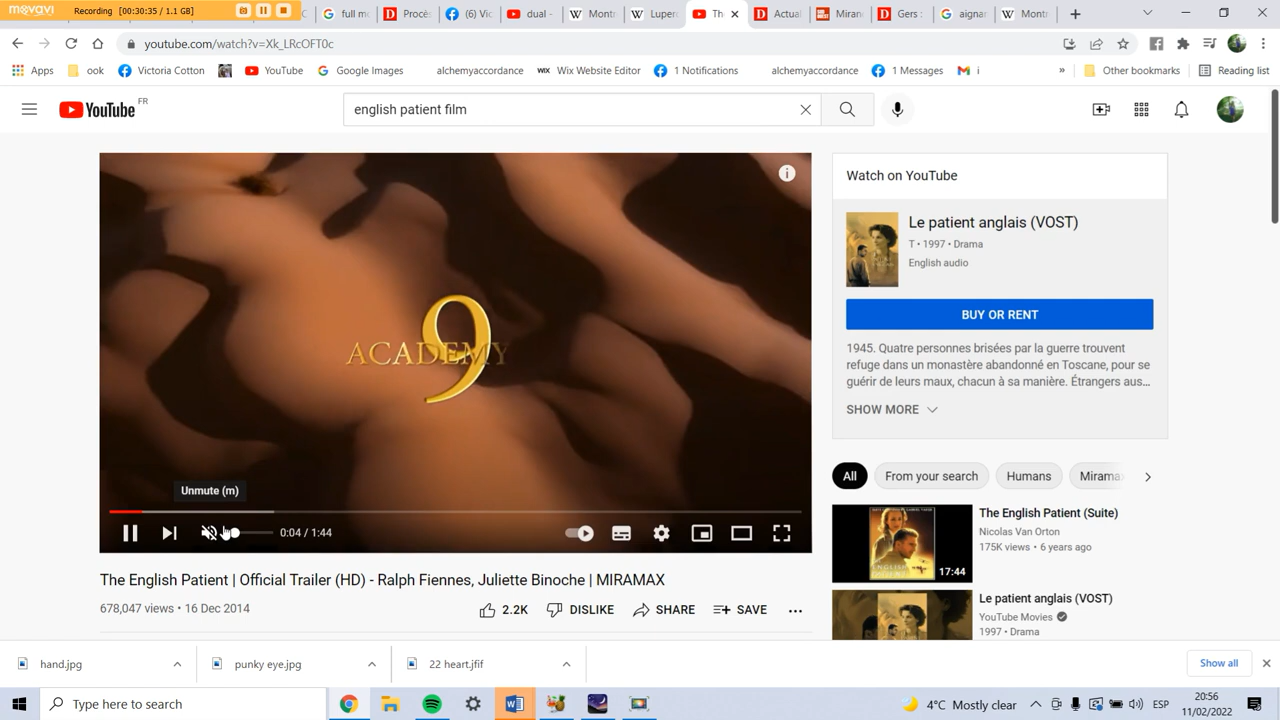 movavi
Recording (00:30:35 / 1.1 GB )
full m
Procès
(6) Vic
dual -
Montr
Luperc
Th
Actual
Miran
Gers :
aignar
Montr
youtube.com/watch?v=Xk_LRcOFT0c
Apps
ook
Victoria Cotton
YouTube
Google Images
alchemyaccordance
Wix Website Editor
1 Notifications
alchemyaccordance
1 Messages
i
»
Other bookmarks
Reading list
YouTube FR
english patient film
ACADEMY
9
Unmute (m)
0:04 / 1:44
The English Patient | Official Trailer (HD) - Ralph Fiennes, Juliette Binoche | MIRAMAX
678,047 views • 16 Dec 2014
2.2K
DISLIKE
SHARE
SAVE
Watch on YouTube
Le patient anglais (VOST)
T • 1997 • Drama
English audio
BUY OR RENT
1945. Quatre personnes brisées par la guerre trouvent
refuge dans un monastère abandonné en Toscane, pour se
guérir de leurs maux, chacun à sa manière. Étrangers aus...
SHOW MORE
All
From your search
Humans
Mirama
The English Patient (Suite)
Nicolas Van Orton
175K views • 6 years ago
17:44
Le patient anglais (VOST)
YouTube Movies
1997 • Drama
hand.jpg
punky eye.jpg
22 heart.jfif
Show all
Type here to search
4°C Mostly clear
ESP
20:56
11/02/2022